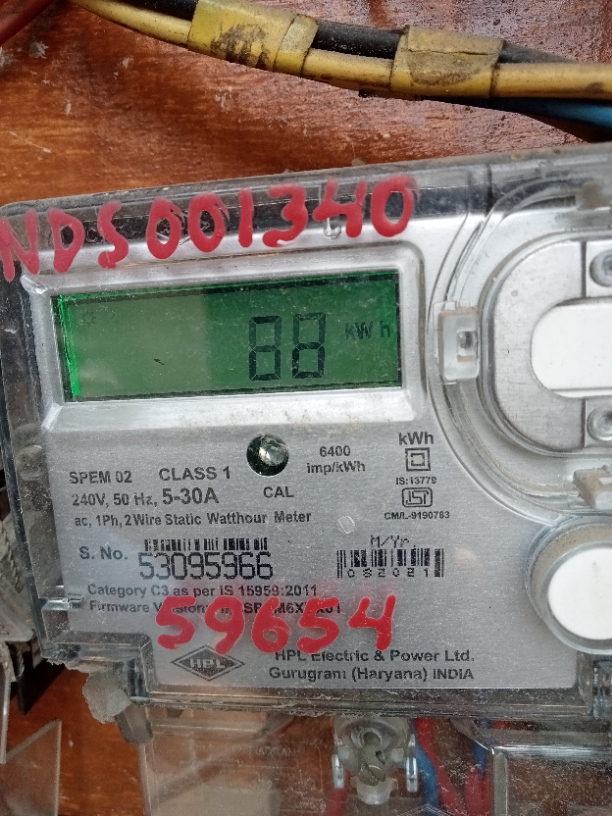 NDS001340
88 kWh
SPEM 02 CLASS 1
240V, 50 Hz, 5-30A
ac, 1Ph, 2Wire Static Watthour Meter
CAL
6400
imp/kWh
kWh
IS:13779
CM/L-9190783
S. No. 53095966
M/Yr.
082021
Category C3 as per IS 15959:2011
Firmware
59654
HPL
HPL Electric & Power Ltd.
Gurugram (Haryana) INDIA